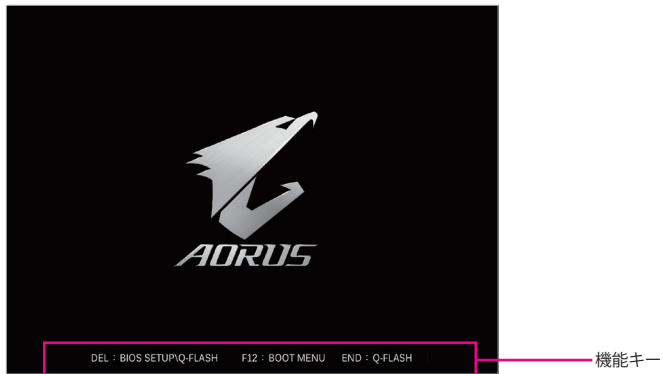 AORUS
DEL : BIOS SETUP\Q-FLASH F12 : BOOT MENU END : Q-FLASH
機能キー